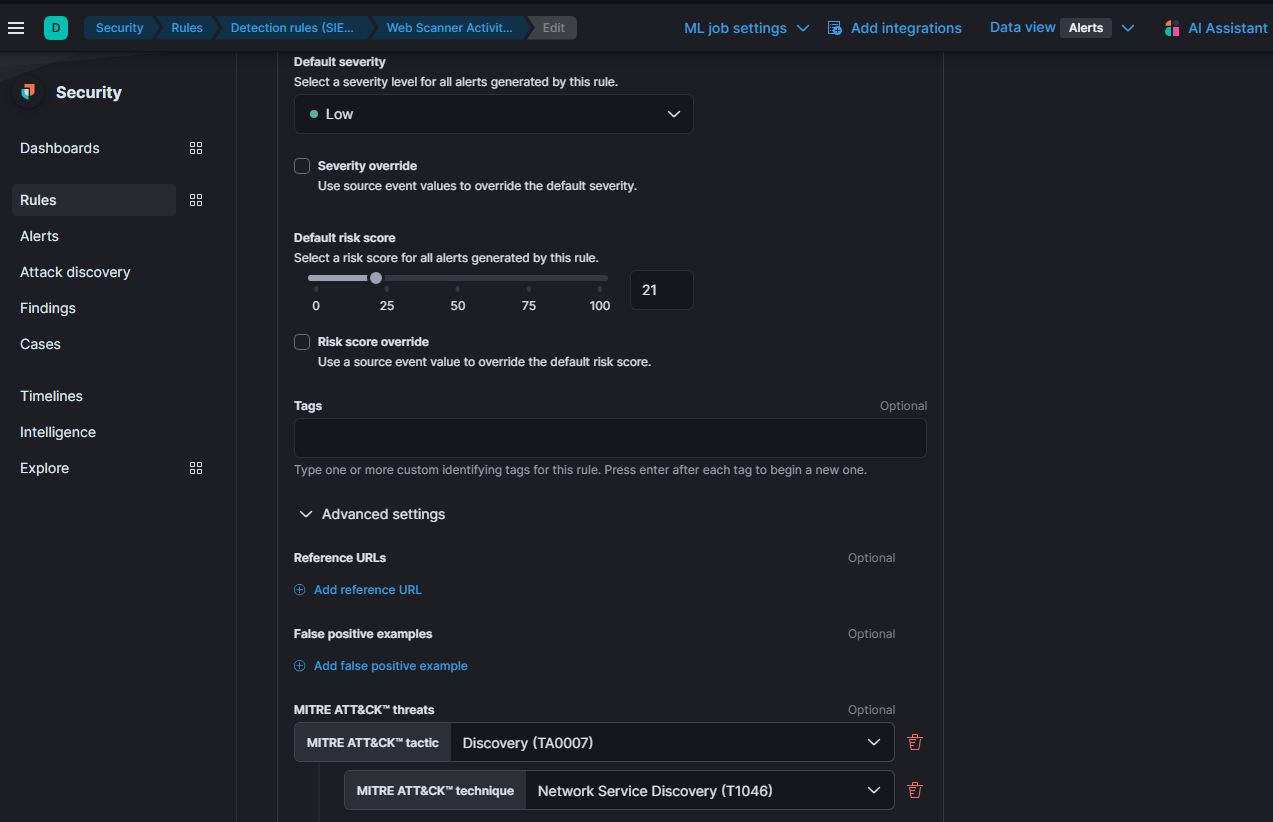 D
Security
Rules
Detection rules (SIE...
Web Scanner Activit...
Edit
ML job settings
Add integrations
Data view
Alerts
AI Assistant
Security
Dashboards
Rules
Alerts
Attack discovery
Findings
Cases
Timelines
Intelligence
Explore
Default severity
Select a severity level for all alerts generated by this rule.
Low
Severity override
Use source event values to override the default severity.
Default risk score
Select a risk score for all alerts generated by this rule.
0 25 50 75 100
21
Risk score override
Use a source event value to override the default risk score.
Tags Optional
Type one or more custom identifying tags for this rule. Press enter after each tag to begin a new one.
Advanced settings
Reference URLs Optional
Add reference URL
False positive examples Optional
Add false positive example
MITRE ATT&CK™ threats Optional
MITRE ATT&CK™ tactic Discovery (TA0007)
MITRE ATT&CK™ technique Network Service Discovery (T1046)